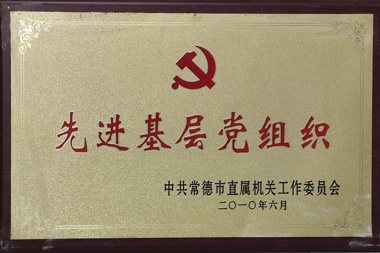 先进基层党组织
中共常德市直属机关工作委员会
二〇一〇年六月